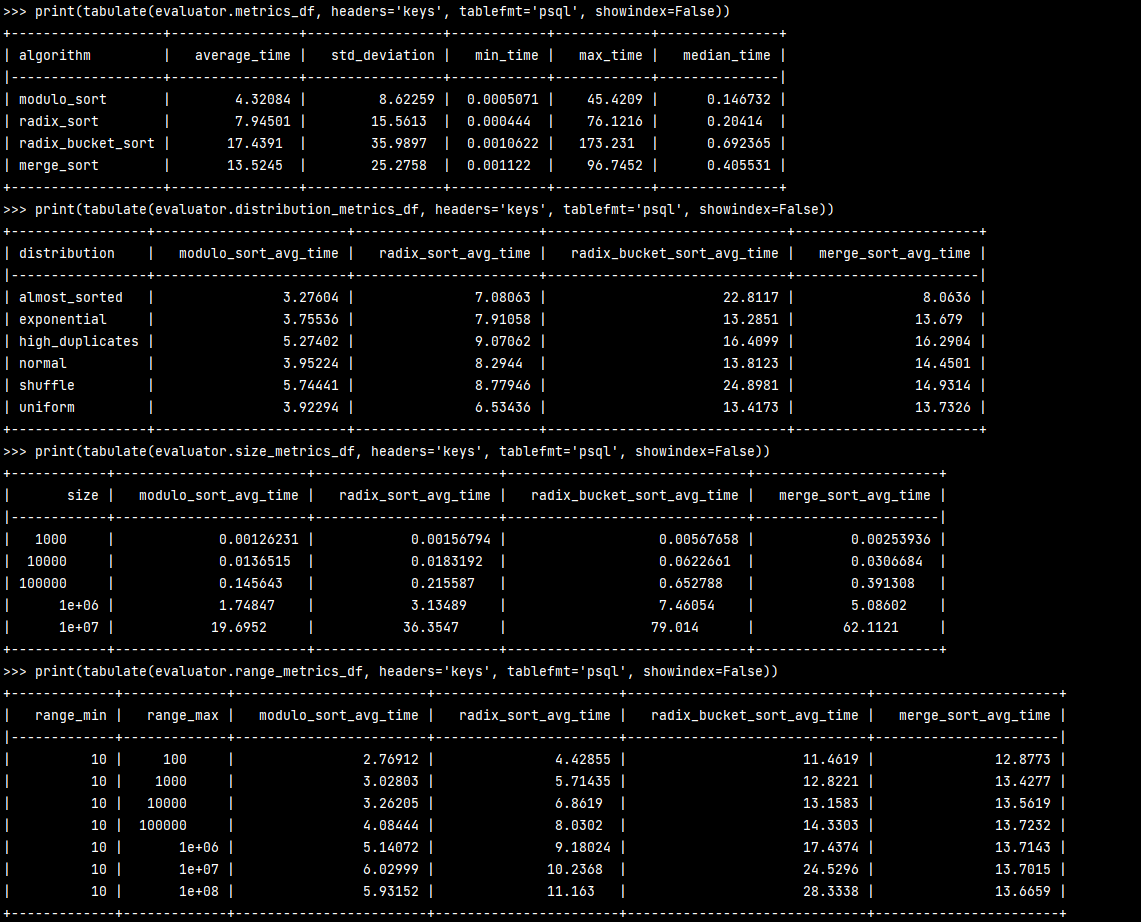 >>> print(tabulate(evaluator.metrics_df, headers='keys', tablefmt='psql', showindex=False))
+-------------------+----------------+-----------------+------------+------------+---------------+
| algorithm         |   average_time |   std_deviation |   min_time |   max_time |   median_time |
|-------------------+----------------+-----------------+------------+------------+---------------|
| modulo_sort       |        4.32084 |         8.62259 |  0.0005071 |    45.4209 |      0.146732 |
| radix_sort        |        7.94501 |        15.5613  |  0.000444  |    76.1216 |      0.20414  |
| radix_bucket_sort |       17.4391  |        35.9897  |  0.0010622 |   173.231  |      0.692365 |
| merge_sort        |       13.5245  |        25.2758  |  0.001122  |    96.7452 |      0.405531 |
+-------------------+----------------+-----------------+------------+------------+---------------+
>>> print(tabulate(evaluator.distribution_metrics_df, headers='keys', tablefmt='psql', showindex=False))
+-----------------+------------------------+-----------------------+------------------------------+-----------------------+
| distribution    |   modulo_sort_avg_time |   radix_sort_avg_time |   radix_bucket_sort_avg_time |   merge_sort_avg_time |
|-----------------+------------------------+-----------------------+------------------------------+-----------------------|
| almost_sorted   |                3.27604 |               7.08063 |                      22.8117 |                8.0636 |
| exponential     |                3.75536 |               7.91058 |                      13.2851 |               13.679  |
| high_duplicates |                5.27402 |               9.07062 |                      16.4099 |               16.2904 |
| normal          |                3.95224 |               8.2944  |                      13.8123 |               14.4501 |
| shuffle         |                5.74441 |               8.77946 |                      24.8981 |               14.9314 |
| uniform         |                3.92294 |               6.53436 |                      13.4173 |               13.7326 |
+-----------------+------------------------+-----------------------+------------------------------+-----------------------+
>>> print(tabulate(evaluator.size_metrics_df, headers='keys', tablefmt='psql', showindex=False))
+------------+------------------------+-----------------------+------------------------------+-----------------------+
|       size |   modulo_sort_avg_time |   radix_sort_avg_time |   radix_bucket_sort_avg_time |   merge_sort_avg_time |
|------------+------------------------+-----------------------+------------------------------+-----------------------|
|   1000     |             0.00126231 |            0.00156794 |                   0.00567658 |            0.00253936 |
|  10000     |             0.0136515  |            0.0183192  |                   0.0622661  |            0.0306684  |
| 100000     |             0.145643   |            0.215587   |                   0.652788   |            0.391308   |
|      1e+06 |             1.74847    |            3.13489    |                   7.46054    |            5.08602    |
|      1e+07 |            19.6952     |           36.3547     |                  79.014      |           62.1121     |
+------------+------------------------+-----------------------+------------------------------+-----------------------+
>>> print(tabulate(evaluator.range_metrics_df, headers='keys', tablefmt='psql', showindex=False))
+-------------+-------------+------------------------+-----------------------+------------------------------+-----------------------+
|   range_min |   range_max |   modulo_sort_avg_time |   radix_sort_avg_time |   radix_bucket_sort_avg_time |   merge_sort_avg_time |
|-------------+-------------+------------------------+-----------------------+------------------------------+-----------------------|
|          10 |     100     |                2.76912 |               4.42855 |                      11.4619 |               12.8773 |
|          10 |    1000     |                3.02803 |               5.71435 |                      12.8221 |               13.4277 |
|          10 |   10000     |                3.26205 |               6.8619  |                      13.1583 |               13.5619 |
|          10 |  100000     |                4.08444 |               8.0302  |                      14.3303 |               13.7232 |
|          10 |       1e+06 |                5.14072 |               9.18024 |                      17.4374 |               13.7143 |
|          10 |       1e+07 |                6.02999 |              10.2368  |                      24.5296 |               13.7015 |
|          10 |       1e+08 |                5.93152 |              11.163   |                      28.3338 |               13.6659 |
+-------------+-------------+------------------------+-----------------------+------------------------------+-----------------------+